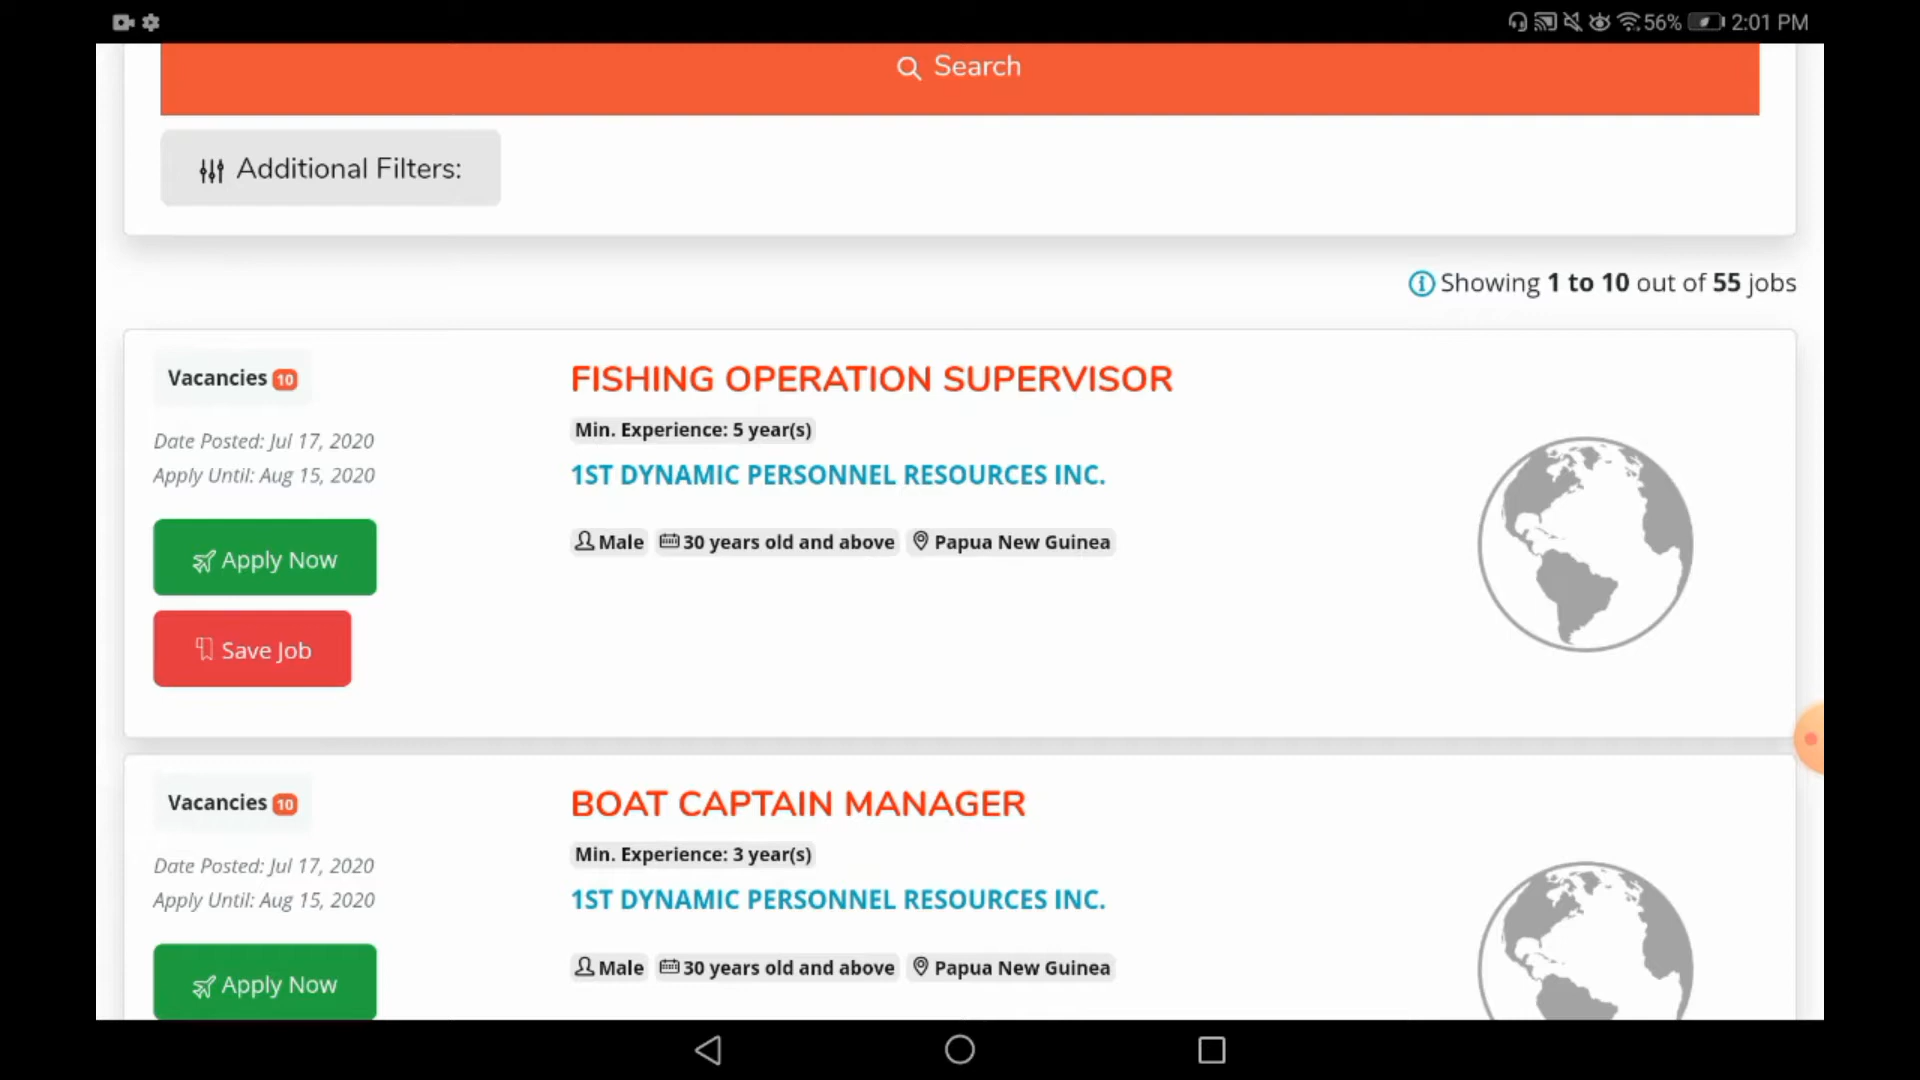 56% 2:01 PM
Search
Additional Filters:
Showing 1 to 10 out of 55 jobs
Vacancies 10
Date Posted: Jul 17, 2020
Apply Until: Aug 15, 2020
Apply Now
Save Job
FISHING OPERATION SUPERVISOR
Min. Experience: 5 year(s)
1ST DYNAMIC PERSONNEL RESOURCES INC.
Male 30 years old and above Papua New Guinea
Vacancies 10
Date Posted: Jul 17, 2020
Apply Until: Aug 15, 2020
Apply Now
BOAT CAPTAIN MANAGER
Min. Experience: 3 year(s)
1ST DYNAMIC PERSONNEL RESOURCES INC.
Male 30 years old and above Papua New Guinea